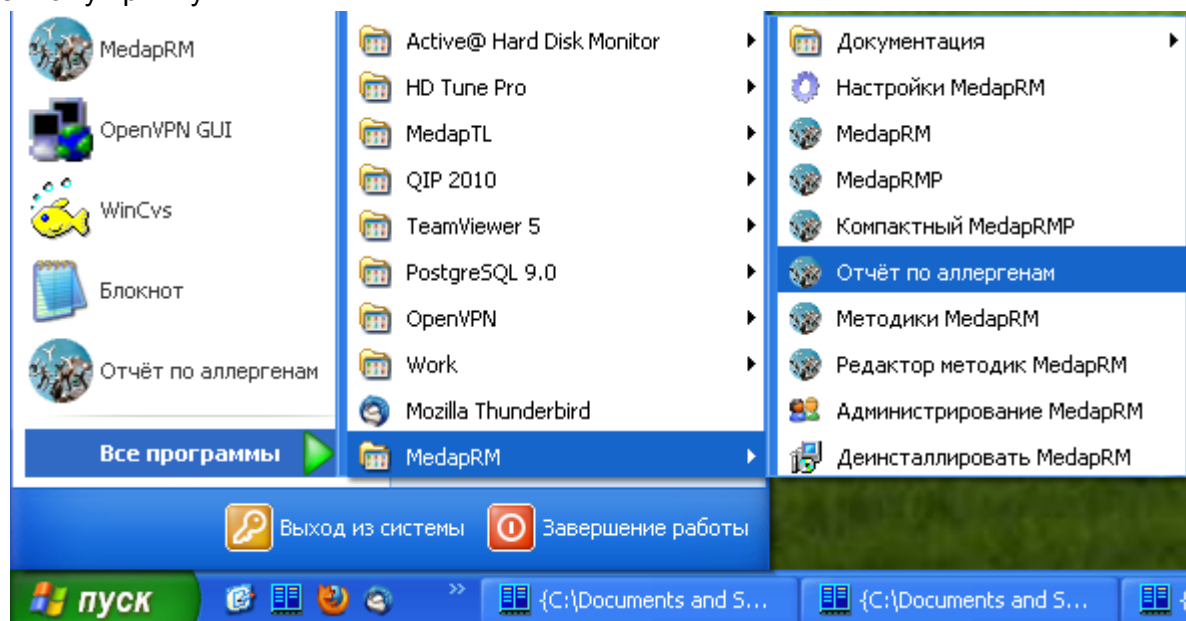 MedapRM
OpenVPN GUI
WinCvs
Блокнот
Отчёт по аллергенам
Все программы
Active@ Hard Disk Monitor
HD Tune Pro
MedapTL
QIP 2010
TeamViewer 5
PostgreSQL 9.0
OpenVPN
Work
Mozilla Thunderbird
MedapRM
Документация
Настройки MedapRM
MedapRM
MedapRMP
Компактный MedapRMP
Отчёт по аллергенам
Методики MedapRM
Редактор методик MedapRM
Администрирование MedapRM
Деинсталлировать MedapRM
Выход из системы
Завершение работы
пуск
{C:\Documents and S...
{C:\Documents and S...